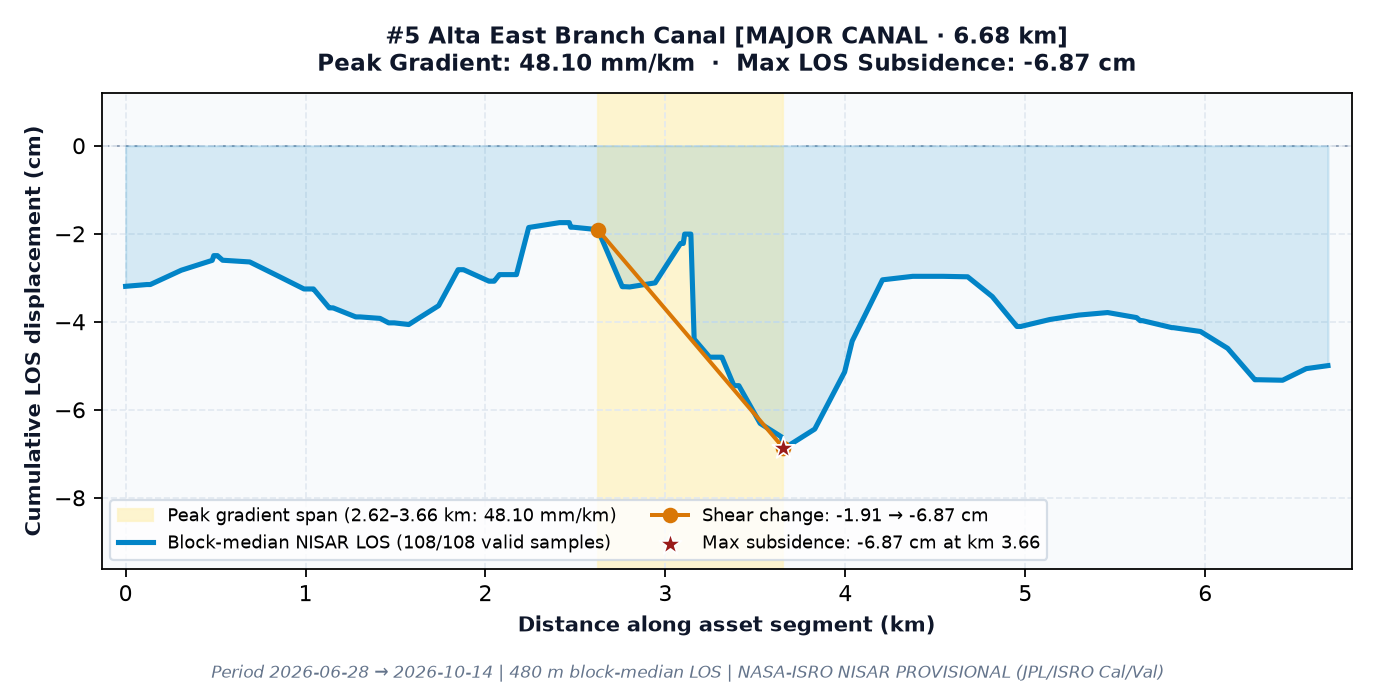 #5 Alta East Branch Canal [MAJOR CANAL · 6.68 km]
Peak Gradient: 48.10 mm/km · Max LOS Subsidence: -6.87 cm
Cumulative LOS displacement (cm)
0
−2
−4
−6
−8
Peak gradient span (2.62–3.66 km: 48.10 mm/km)
Block-median NISAR LOS (108/108 valid samples)
Shear change: -1.91 → -6.87 cm
Max subsidence: -6.87 cm at km 3.66
0 1 2 3 4 5 6
Distance along asset segment (km)
Period 2026-06-28 → 2026-10-14 | 480 m block-median LOS | NASA-ISRO NISAR PROVISIONAL (JPL/ISRO Cal/Val)